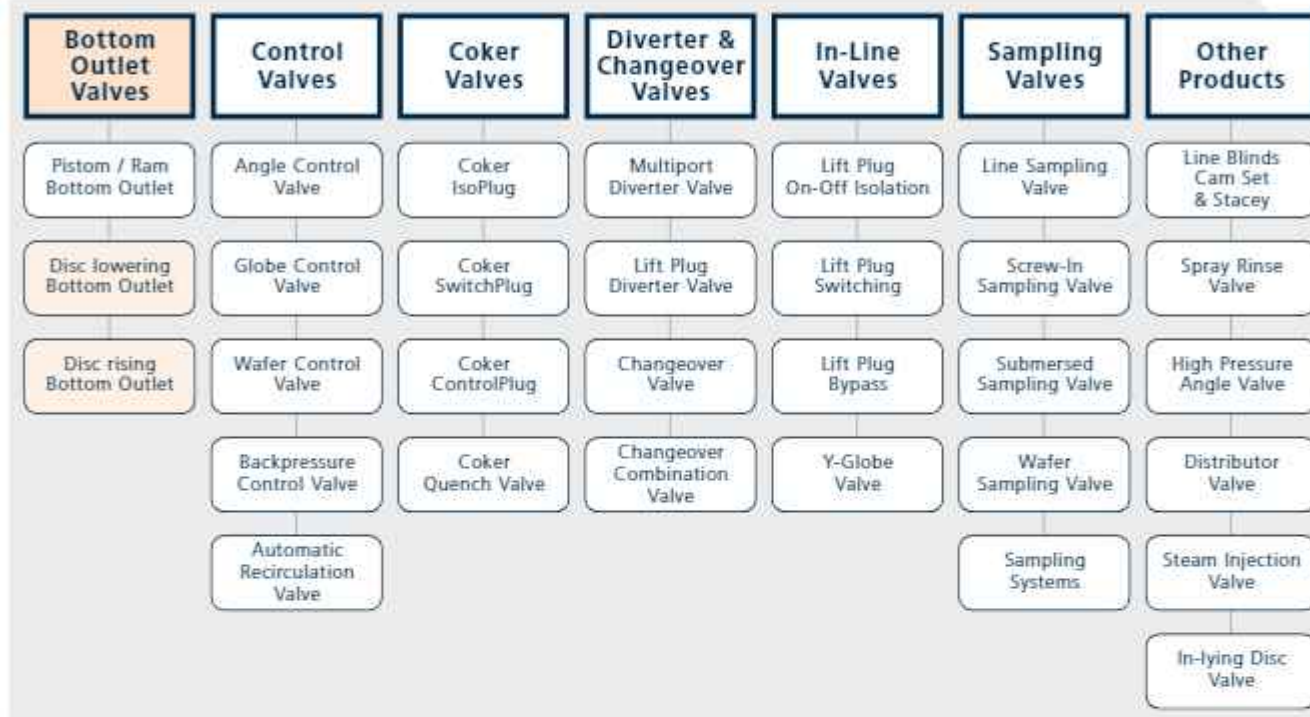 Bottom
Outlet
Valves
Pistom / Ram
Bottom Outlet
Disc lowering
Bottom Outlet
Disc rising
Bottom Outlet
Control
Valves
Angle Control
Valve
Globe Control
Valve
Wafer Control
Valve
Backpressure
Control Valve
Automatic
Recirculation
Valve
Coker
Valves
Coker
IsoPlug
Coker
SwitchPlug
Coker
ControlPlug
Coker
Quench Valve
Diverter &
Changeover
Valves
Multiport
Diverter Valve
Lift Plug
Diverter Valve
Changeover
Valve
Changeover
Combination
Valve
In-Line
Valves
Lift Plug
On-Off Isolation
Lift Plug
Switching
Lift Plug
Bypass
Y-Globe
Valve
Sampling
Valves
Line Sampling
Valve
Screw-In
Sampling Valve
Submersed
Sampling Valve
Wafer
Sampling Valve
Sampling
Systems
Other
Products
Line Blinds
Cam Set
& Stacey
Spray Rinse
Valve
High Pressure
Angle Valve
Distributor
Valve
Steam Injection
Valve
In-lying Disc
Valve